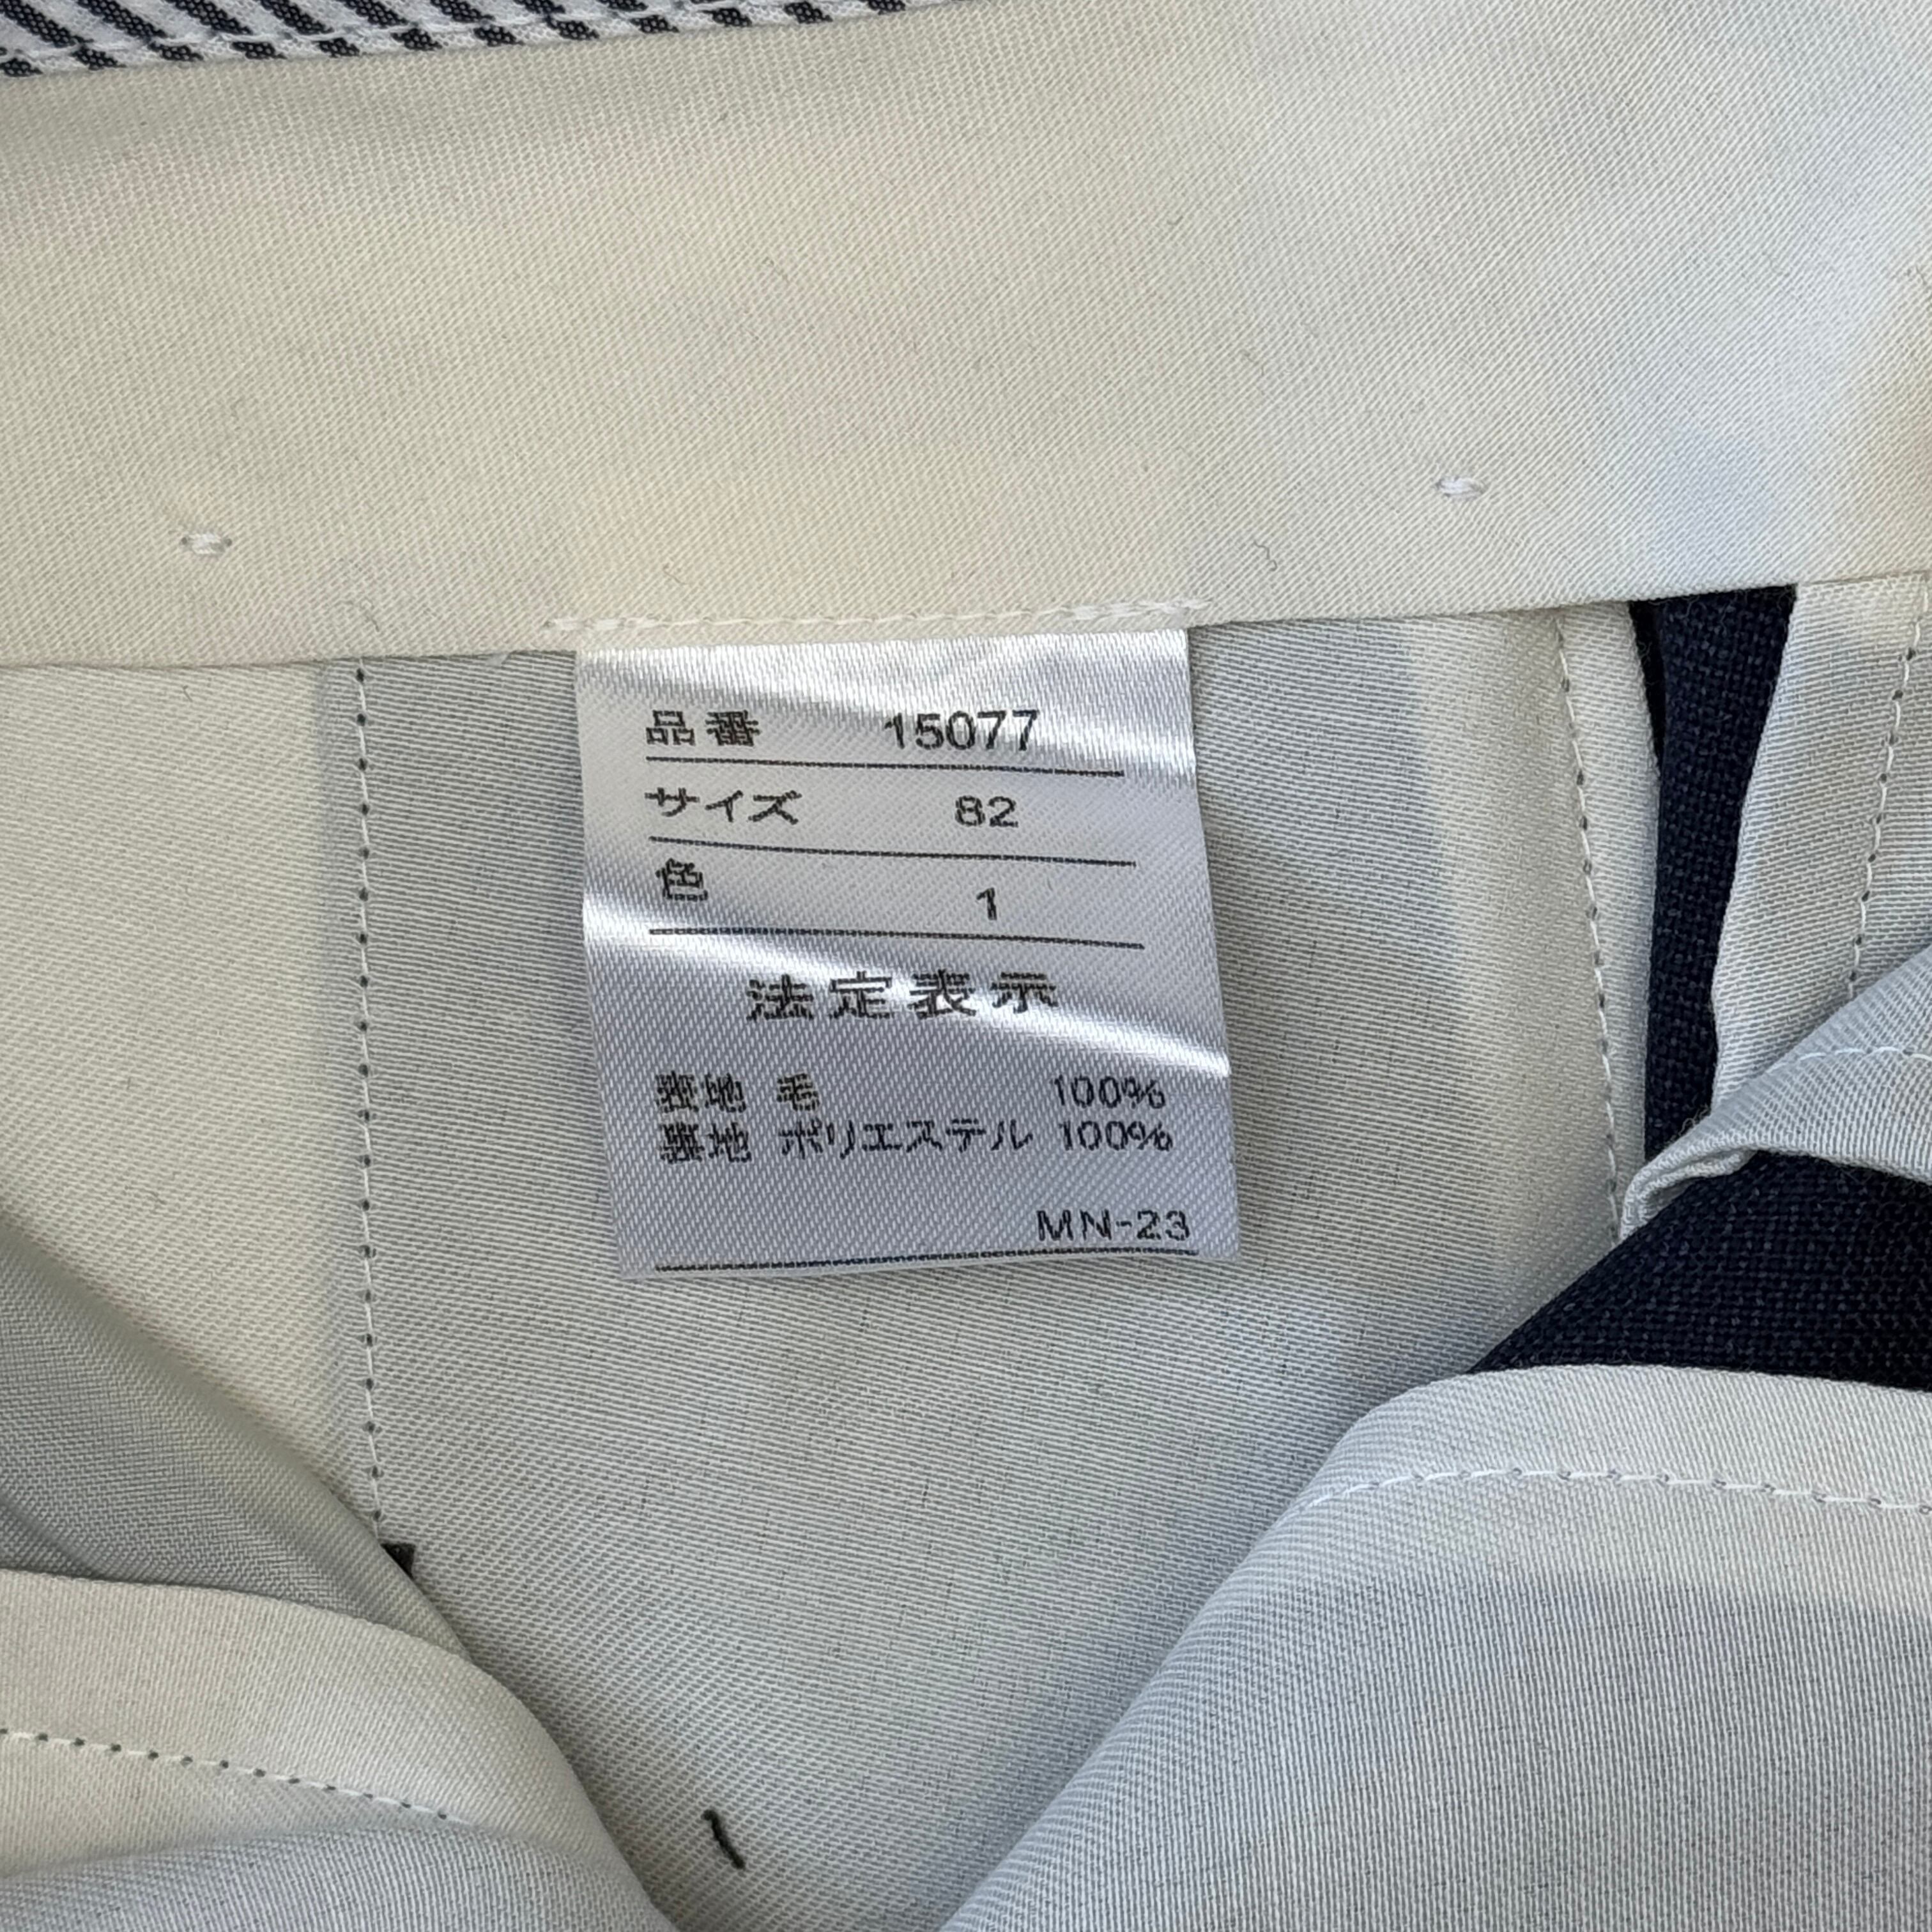 品番 15077
サイズ 82
色 1
法定表示
表地 毛 100%
裏地 ポリエステル 100%
MN-23